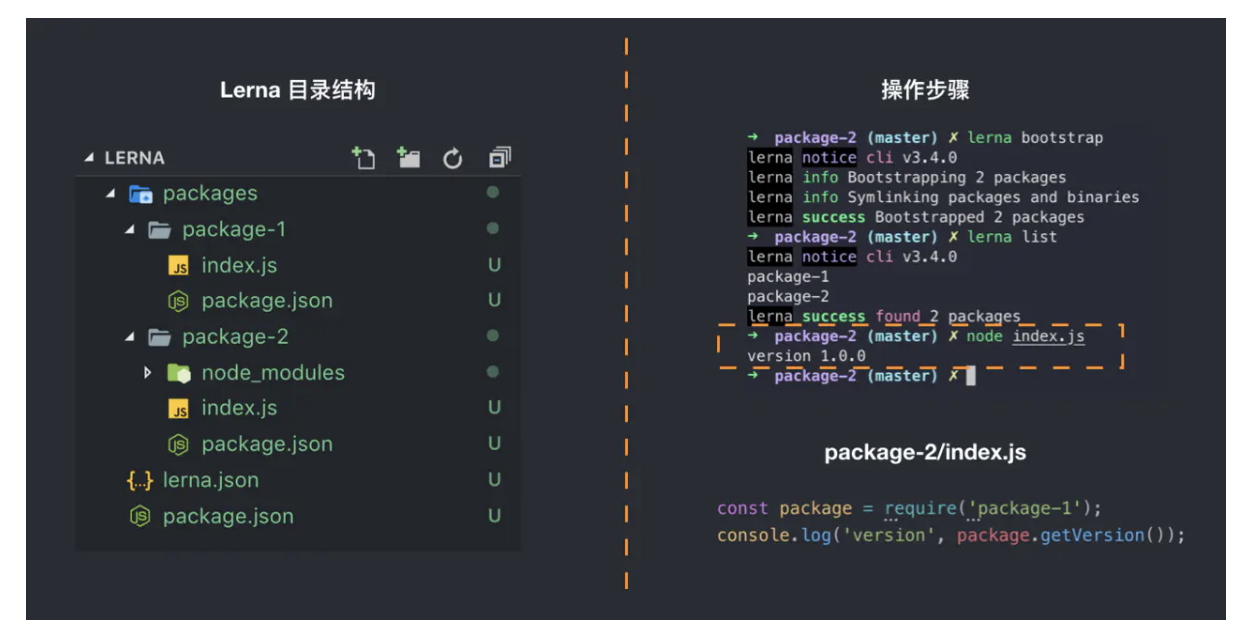 Lerna 目录结构
LERNA
packages
package-1
JS index.js U
JS package.json U
package-2
node_modules
JS index.js U
JS package.json U
{..} lerna.json U
JS package.json U
操作步骤
➜ package-2 (master) ✗ lerna bootstrap
lerna notice cli v3.4.0
lerna info Bootstrapping 2 packages
lerna info Symlinking packages and binaries
lerna success Bootstrapped 2 packages
➜ package-2 (master) ✗ lerna list
lerna notice cli v3.4.0
package-1
package-2
lerna success found 2 packages
➜ package-2 (master) ✗ node index.js
version 1.0.0
➜ package-2 (master) ✗
package-2/index.js
const package = require('package-1');
console.log('version', package.getVersion());